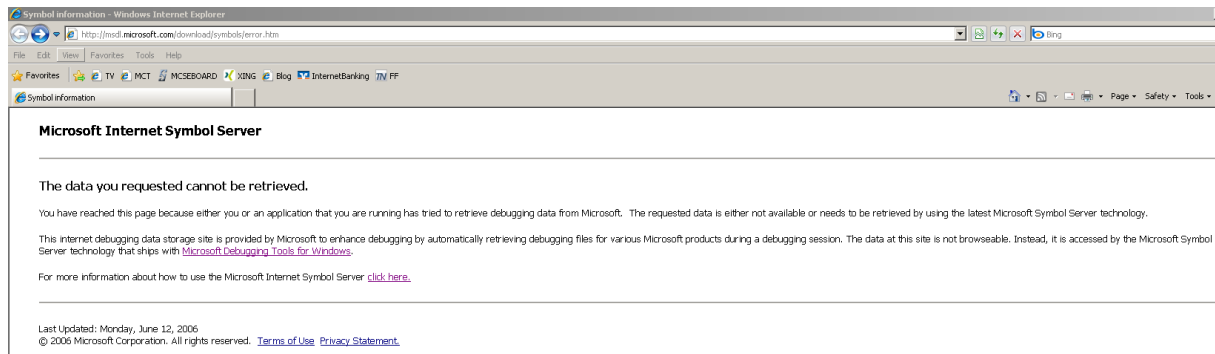 Symbol information - Windows Internet Explorer
http://msdl.microsoft.com/download/symbols/error.htm
Bing
File Edit View Favorites Tools Help
Favorites TV MCT MCSEBOARD XING Blog InternetBanking TN FF
Symbol information
Page Safety Tools
Microsoft Internet Symbol Server
The data you requested cannot be retrieved.
You have reached this page because either you or an application that you are running has tried to retrieve debugging data from Microsoft. The requested data is either not available or needs to be retrieved by using the latest Microsoft Symbol Server technology.
This internet debugging data storage site is provided by Microsoft to enhance debugging by automatically retrieving debugging files for various Microsoft products during a debugging session. The data at this site is not browseable. Instead, it is accessed by the Microsoft Symbol
Server technology that ships with Microsoft Debugging Tools for Windows.
For more information about how to use the Microsoft Internet Symbol Server click here.
Last Updated: Monday, June 12, 2006
© 2006 Microsoft Corporation. All rights reserved. Terms of Use Privacy Statement.